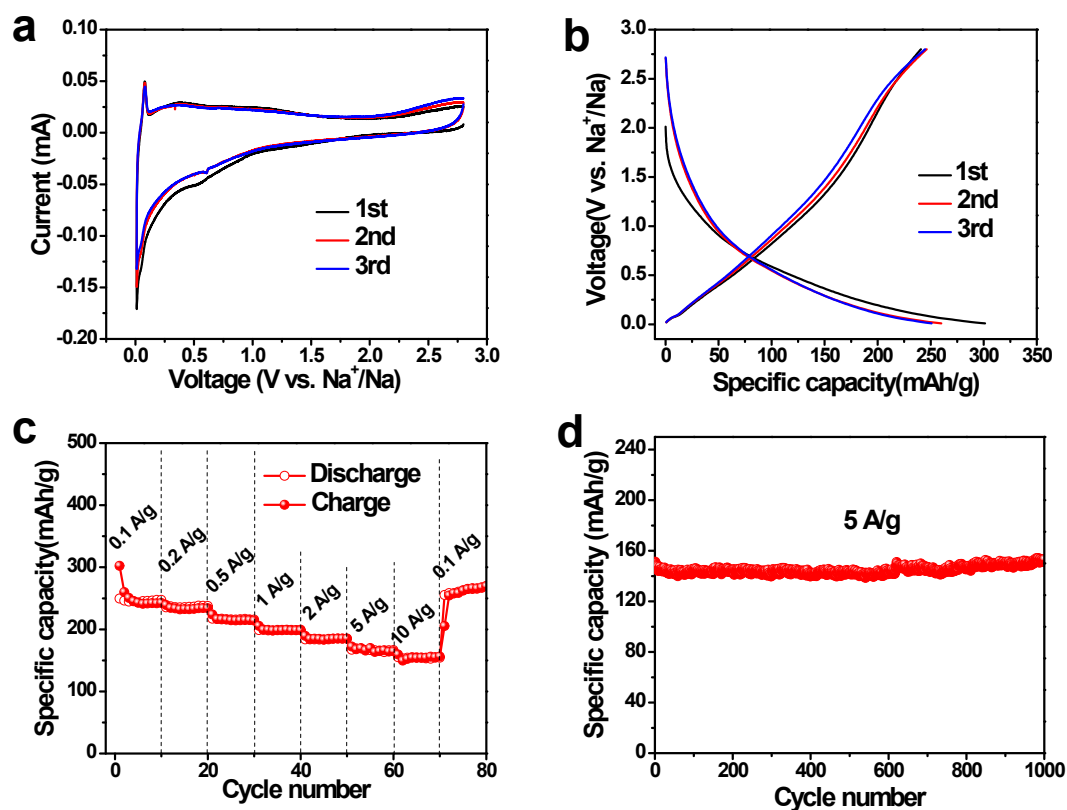 a
0.10
0.05
0.00
-0.05
-0.10
-0.15
-0.20
Current (mA)
1st
2nd
3rd
0.0 0.5 1.0 1.5 2.0 2.5 3.0
Voltage (V vs. Na⁺/Na)
b
3.0
2.5
2.0
1.5
1.0
0.5
0.0
Voltage(V vs. Na⁺/Na)
1st
2nd
3rd
0 50 100 150 200 250 300 350
Specific capacity(mAh/g)
c
500
400
300
200
100
0
Specific capacity(mAh/g)
Discharge
Charge
0.1 A/g
0.2 A/g
0.5 A/g
1 A/g
2 A/g
5 A/g
10 A/g
0.1 A/g
0 20 40 60 80
Cycle number
d
240
200
160
120
80
40
0
Specific capacity (mAh/g)
5 A/g
0 200 400 600 800 1000
Cycle number